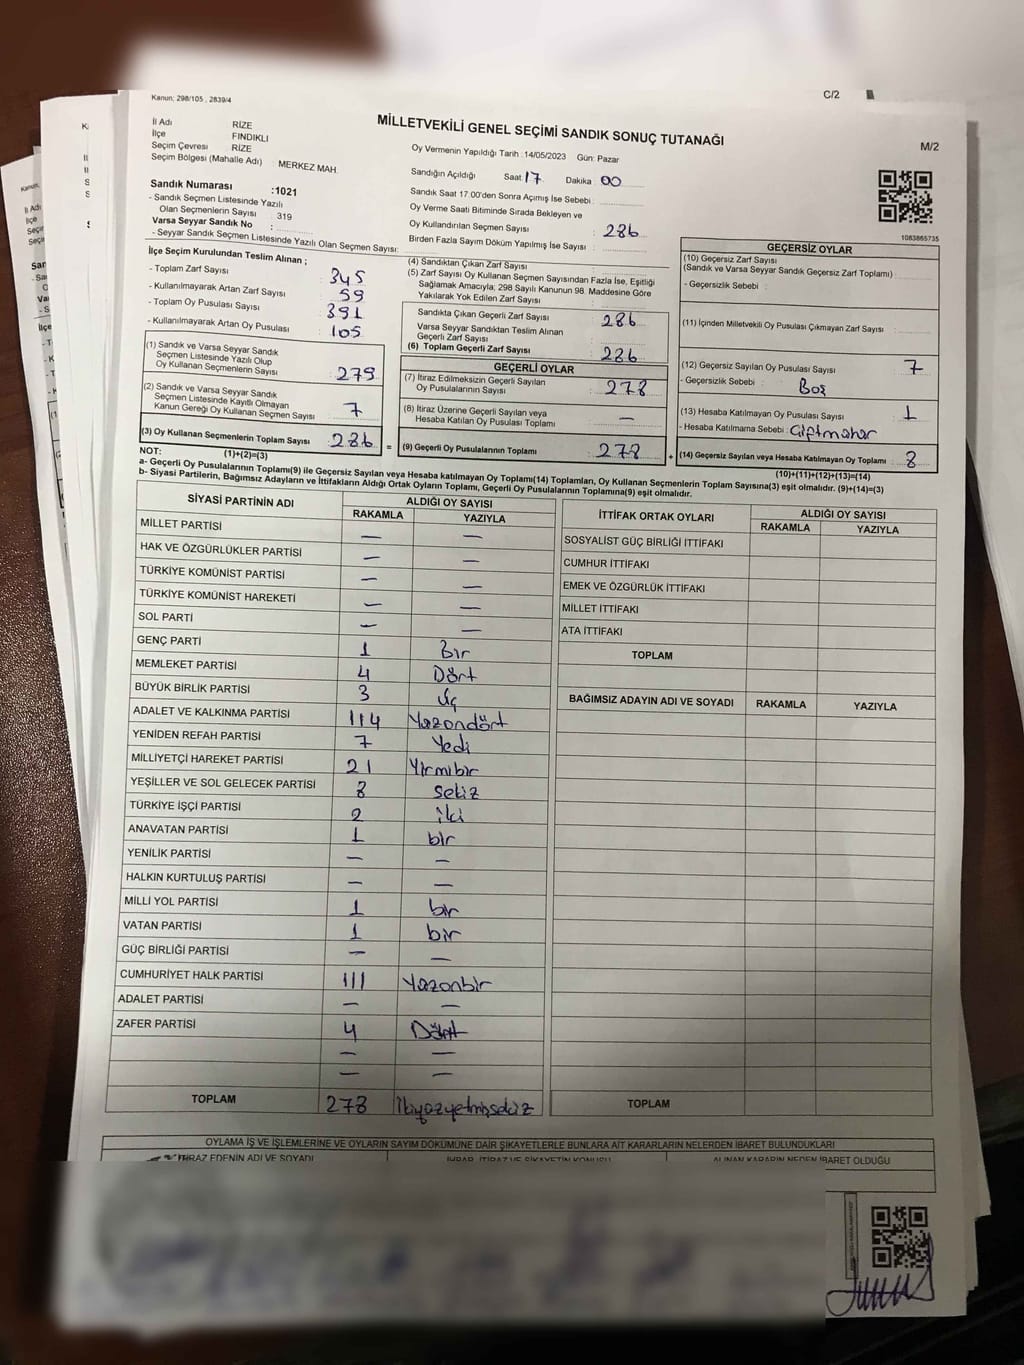 Kanun: 298/105 , 2839/4
C/2
MİLLETVEKİLİ GENEL SEÇİMİ SANDIK SONUÇ TUTANAĞI
M/2
İl Adı RİZE
İlçe FINDIKLI
Seçim Çevresi RİZE
Seçim Bölgesi (Mahalle Adı) : MERKEZ MAH.
Oy Vermenin Yapıldığı Tarih :14/05/2023 Gün: Pazar
Sandığın Açıldığı Saat 17 Dakika 00
Sandık Saat 17.00'den Sonra Açımış İse Sebebi :
Oy Verme Saati Bitiminde Sırada Bekleyen ve
Oy Kullandırılan Seçmen Sayısı : 286
Birden Fazla Sayım Döküm Yapılmış İse Sayısı :
1083865735
Sandık Numarası :1021
- Sandık Seçmen Listesinde Yazılı
Olan Seçmenlerin Sayısı : 319
Varsa Seyyar Sandık No :
- Seyyar Sandık Seçmen Listesinde Yazılı Olan Seçmen Sayısı:
İlçe Seçim Kurulundan Teslim Alınan ;
- Toplam Zarf Sayısı : 345
- Kullanılmayarak Artan Zarf Sayısı : 59
- Toplam Oy Pusulası Sayısı : 391
- Kullanılmayarak Artan Oy Pusulası : 105
(1) Sandık ve Varsa Seyyar Sandık
Seçmen Listesinde Yazılı Olup
Oy Kullanan Seçmenlerin Sayısı : 279
(2) Sandık ve Varsa Seyyar Sandık
Seçmen Listesinde Kayıtlı Olmayan
Kanun Gereği Oy Kullanan Seçmen Sayısı : 7
(3) Oy Kullanan Seçmenlerin Toplam Sayısı : 286
(1)+(2)=(3)
(4) Sandıktan Çıkan Zarf Sayısı :
(5) Zarf Sayısı Oy Kullanan Seçmen Sayısından Fazla İse, Eşitliği
Sağlamak Amacıyla; 298 Sayılı Kanunun 98. Maddesine Göre
Yakılarak Yok Edilen Zarf Sayısı :
Sandıkta Çıkan Geçerli Zarf Sayısı : 286
Varsa Seyyar Sandıktan Teslim Alınan
Geçerli Zarf Sayısı :
(6) Toplam Geçerli Zarf Sayısı : 286
GEÇERLİ OYLAR
(7) İtiraz Edilmeksizin Geçerli Sayılan
Oy Pusulalarının Sayısı : 278
(8) İtiraz Üzerine Geçerli Sayılan veya
Hesaba Katılan Oy Pusulası Toplamı : —
= (9) Geçerli Oy Pusulalarının Toplamı : 278
GEÇERSİZ OYLAR
(10) Geçersiz Zarf Sayısı
(Sandık ve Varsa Seyyar Sandık Geçersiz Zarf Toplamı) :
- Geçersizlik Sebebi :
(11) İçinden Milletvekili Oy Pusulası Çıkmayan Zarf Sayısı :
(12) Geçersiz Sayılan Oy Pusulası Sayısı : 7
- Geçersizlik Sebebi : Boş
(13) Hesaba Katılmayan Oy Pusulası Sayısı : 1
- Hesaba Katılmama Sebebi : Çiftmühür
+ (14) Geçersiz Sayılan veya Hesaba Katılmayan Oy Toplamı : 8
(10)+(11)+(12)+(13)=(14)
NOT:
a- Geçerli Oy Pusulalarının Toplamı(9) ile Geçersiz Sayılan veya Hesaba katılmayan Oy Toplamı(14) Toplamları, Oy Kullanan Seçmenlerin Toplam Sayısına(3) eşit olmalıdır. (9)+(14)=(3)
b- Siyasi Partilerin, Bağımsız Adayların ve İttifakların Aldığı Ortak Oyların Toplamı, Geçerli Oy Pusulalarının Toplamına(9) eşit olmalıdır.
SİYASİ PARTİNİN ADI ALDIĞI OY SAYISI
RAKAMLA YAZIYLA
MİLLET PARTİSİ — —
HAK VE ÖZGÜRLÜKLER PARTİSİ — —
TÜRKİYE KOMÜNİST PARTİSİ — —
TÜRKİYE KOMÜNİST HAREKETİ — —
SOL PARTİ — —
GENÇ PARTİ 1 Bir
MEMLEKET PARTİSİ 4 Dört
BÜYÜK BİRLİK PARTİSİ 3 Üç
ADALET VE KALKINMA PARTİSİ 114 Yüzondört
YENİDEN REFAH PARTİSİ 7 Yedi
MİLLİYETÇİ HAREKET PARTİSİ 21 Yirmibir
YEŞİLLER VE SOL GELECEK PARTİSİ 8 Sekiz
TÜRKİYE İŞÇİ PARTİSİ 2 iki
ANAVATAN PARTİSİ 1 bir
YENİLİK PARTİSİ — —
HALKIN KURTULUŞ PARTİSİ — —
MİLLİ YOL PARTİSİ 1 bir
VATAN PARTİSİ 1 bir
GÜÇ BİRLİĞİ PARTİSİ — —
CUMHURİYET HALK PARTİSİ 111 Yüzonbir
ADALET PARTİSİ — —
ZAFER PARTİSİ 4 Dört
— —
— —
TOPLAM 278 İkiyüzyetmişsekiz
İTTİFAK ORTAK OYLARI ALDIĞI OY SAYISI
RAKAMLA YAZIYLA
SOSYALİST GÜÇ BİRLİĞİ İTTİFAKI
CUMHUR İTTİFAKI
EMEK VE ÖZGÜRLÜK İTTİFAKI
MİLLET İTTİFAKI
ATA İTTİFAKI
TOPLAM
BAĞIMSIZ ADAYIN ADI VE SOYADI RAKAMLA YAZIYLA
TOPLAM
OYLAMA İŞ VE İŞLEMLERİNE VE OYLARIN SAYIM DÖKÜMÜNE DAİR ŞİKAYETLERLE BUNLARA AİT KARARLARIN NELERDEN İBARET BULUNDUKLARI
İTİRAZ EDENİN ADI VE SOYADI İHBAR, İTİRAZ VE ŞİKAYETİN KONUSU ALINAN KARARIN NEDEN İBARET OLDUĞU